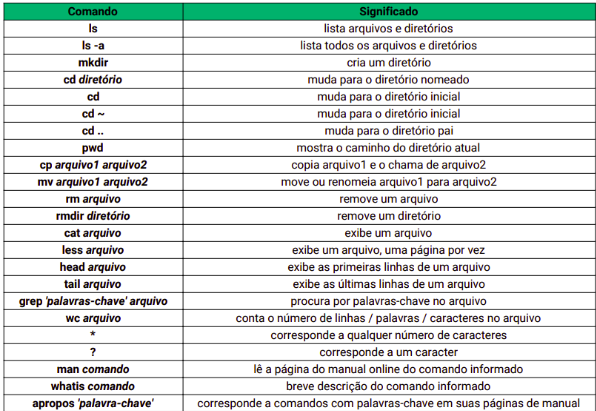 Comando Significado
ls lista arquivos e diretórios
ls -a lista todos os arquivos e diretórios
mkdir cria um diretório
cd diretório muda para o diretório nomeado
cd muda para o diretório inicial
cd ~ muda para o diretório inicial
cd .. muda para o diretório pai
pwd mostra o caminho do diretório atual
cp arquivo1 arquivo2 copia arquivo1 e o chama de arquivo2
mv arquivo1 arquivo2 move ou renomeia arquivo1 para arquivo2
rm arquivo remove um arquivo
rmdir diretório remove um diretório
cat arquivo exibe um arquivo
less arquivo exibe um arquivo, uma página por vez
head arquivo exibe as primeiras linhas de um arquivo
tail arquivo exibe as últimas linhas de um arquivo
grep 'palavras-chave' arquivo procura por palavras-chave no arquivo
wc arquivo conta o número de linhas / palavras / caracteres no arquivo
* corresponde a qualquer número de caracteres
? corresponde a um caracter
man comando lê a página do manual online do comando informado
whatis comando breve descrição do comando informado
apropos 'palavra-chave' corresponde a comandos com palavras-chave em suas páginas de manual